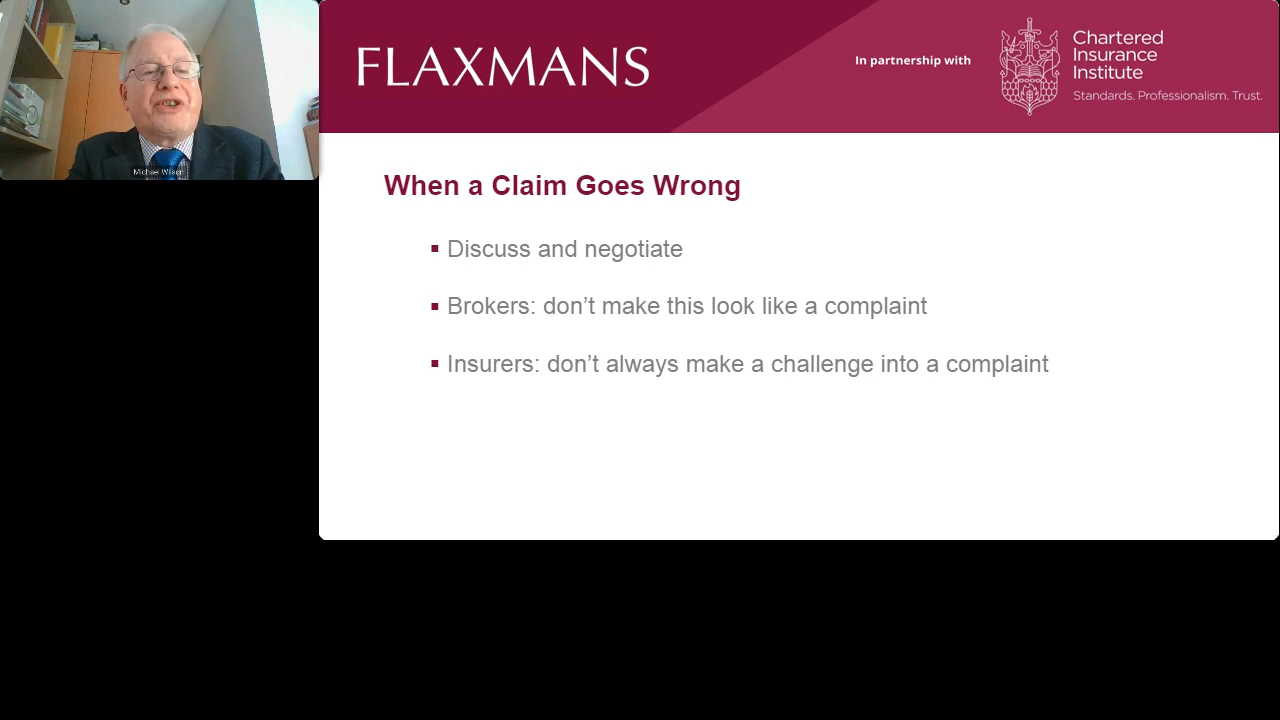 Michael Wilson
FLAXMANS
In partnership with
Chartered
Insurance
Institute
Standards. Professionalism. Trust.
When a Claim Goes Wrong
▪ Discuss and negotiate
▪ Brokers: don’t make this look like a complaint
▪ Insurers: don’t always make a challenge into a complaint